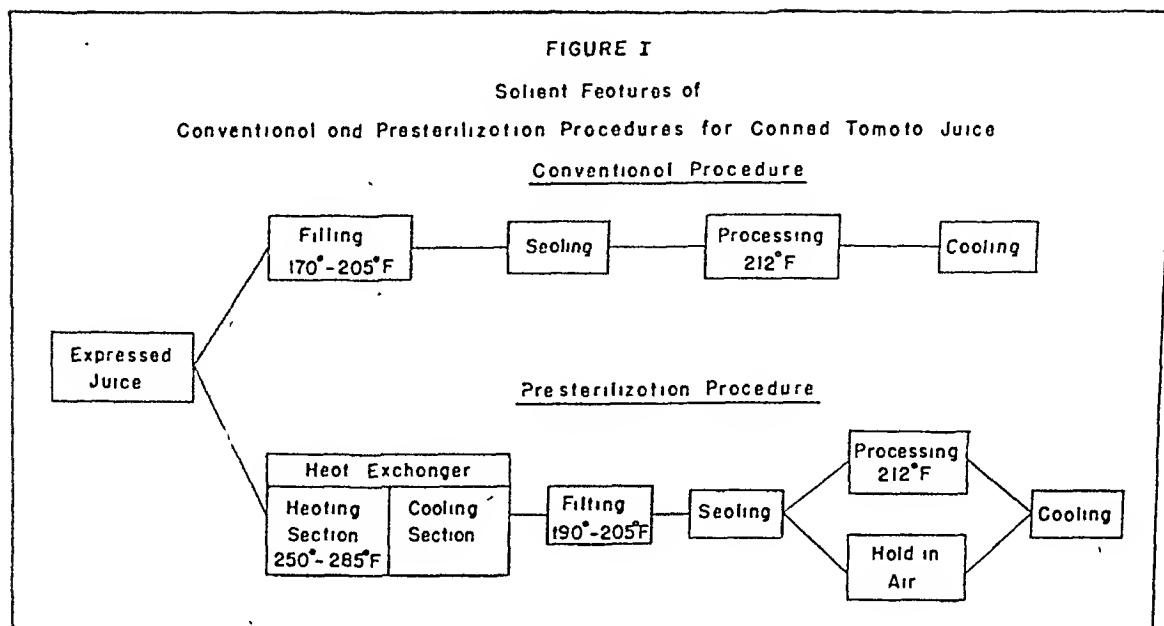 FIGURE I
Salient Features of
Conventional and Presterilization Procedures for Canned Tomato Juice
Conventional Procedure
Filling
170°-205°F
Sealing
Processing
212°F
Cooling
Expressed
Juice
Presterilization Procedure
Heat Exchanger
Heating
Section
250°-285°F
Cooling
Section
Filling
190°-205°F
Sealing
Processing
212°F
Hold in
Air
Cooling